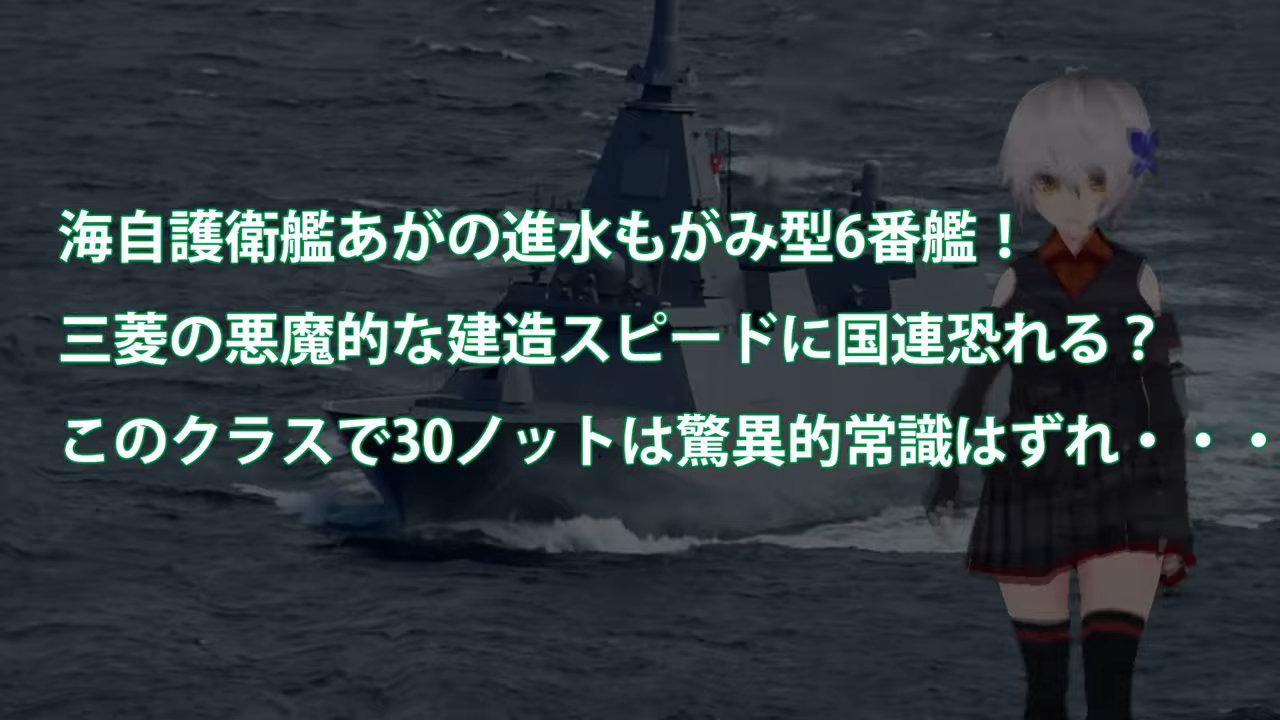 海自護衛艦あがの進水もがみ型6番艦！
三菱の悪魔的な建造スピードに国連恐れる？
このクラスで30ノットは驚異的常識はずれ・・・